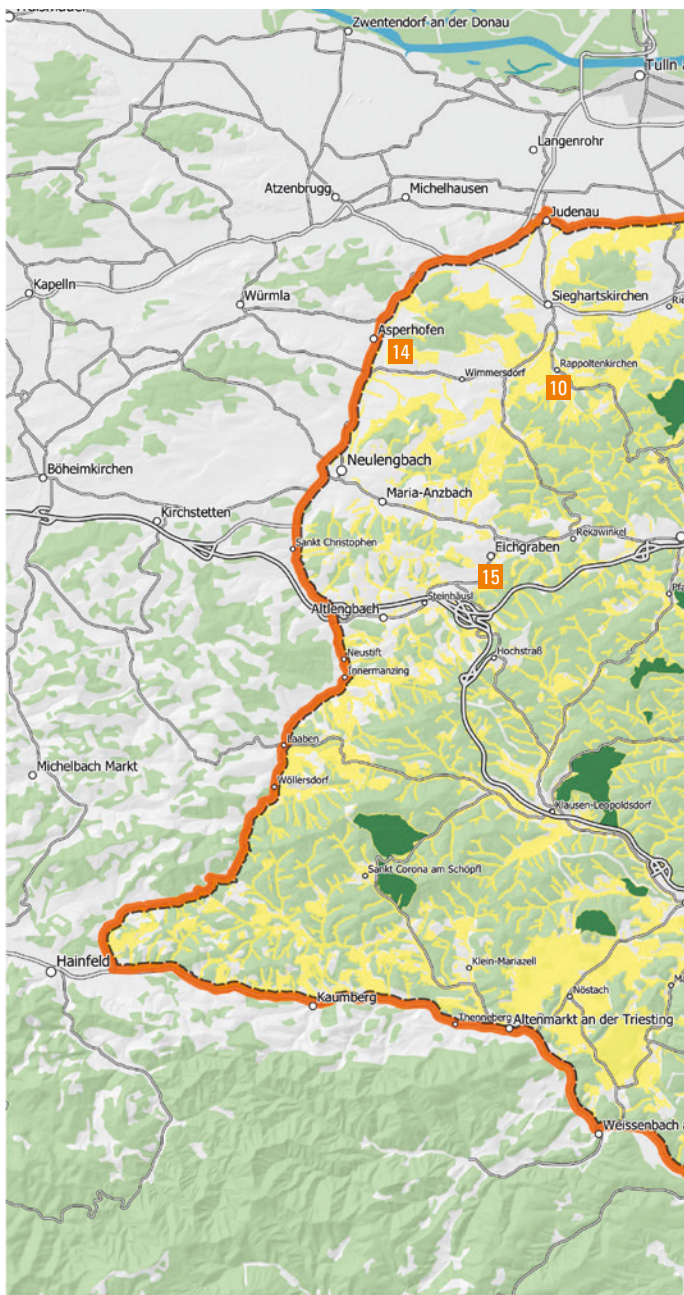 Zwentendorf an der Donau
Tulln a
Langenrohr
Atzenbrugg
Michelhausen
Judenau
Kapelln
Würmla
Sieghartskirchen
Asperhofen
14
Wimmersdorf
Rappoltenkirchen
10
Neulengbach
Böheimkirchen
Maria-Anzbach
Kirchstetten
Sankt Christophen
Eichgraben
Rekawinkel
15
Steinhäusl
Altlengbach
Neustift
Hochstraß
Innermanzing
Laaben
Michelbach Markt
Wöllersdorf
Klausen-Leopoldsdorf
Sankt Corona am Schöpfl
Hainfeld
Klein-Mariazell
Nöstach
Kaumberg
Thenneberg
Altenmarkt an der Triesting
Weissenbach a